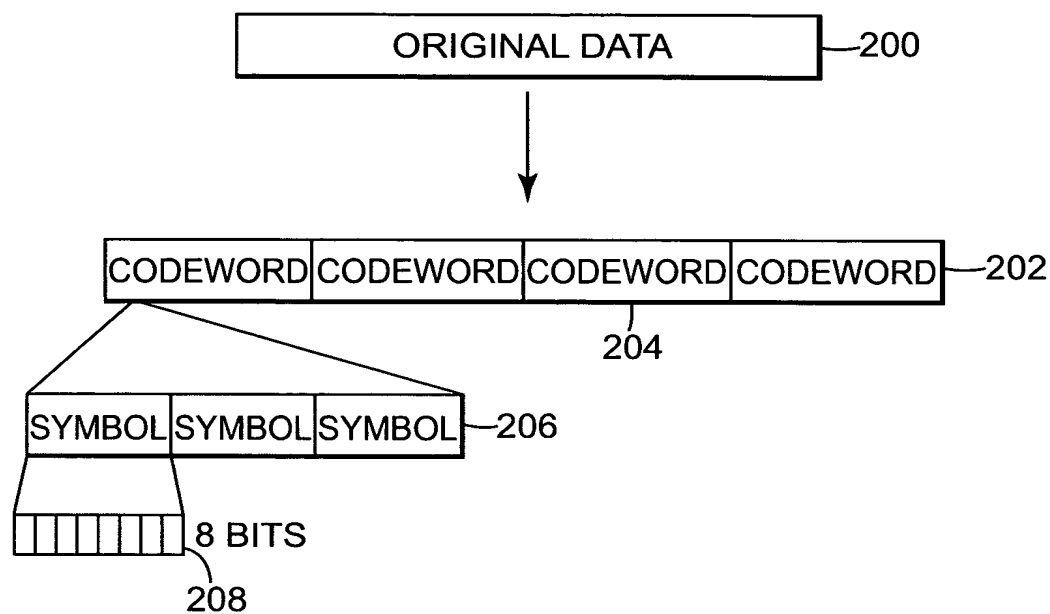 ORIGINAL DATA 200
CODEWORD CODEWORD CODEWORD CODEWORD 202
204
SYMBOL SYMBOL SYMBOL 206
8 BITS
208